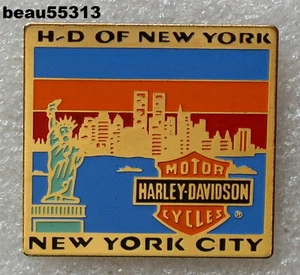 beau55313
H-D OF NEW YORK
MOTOR
HARLEY-DAVIDSON
CYCLES ®
NEW YORK CITY